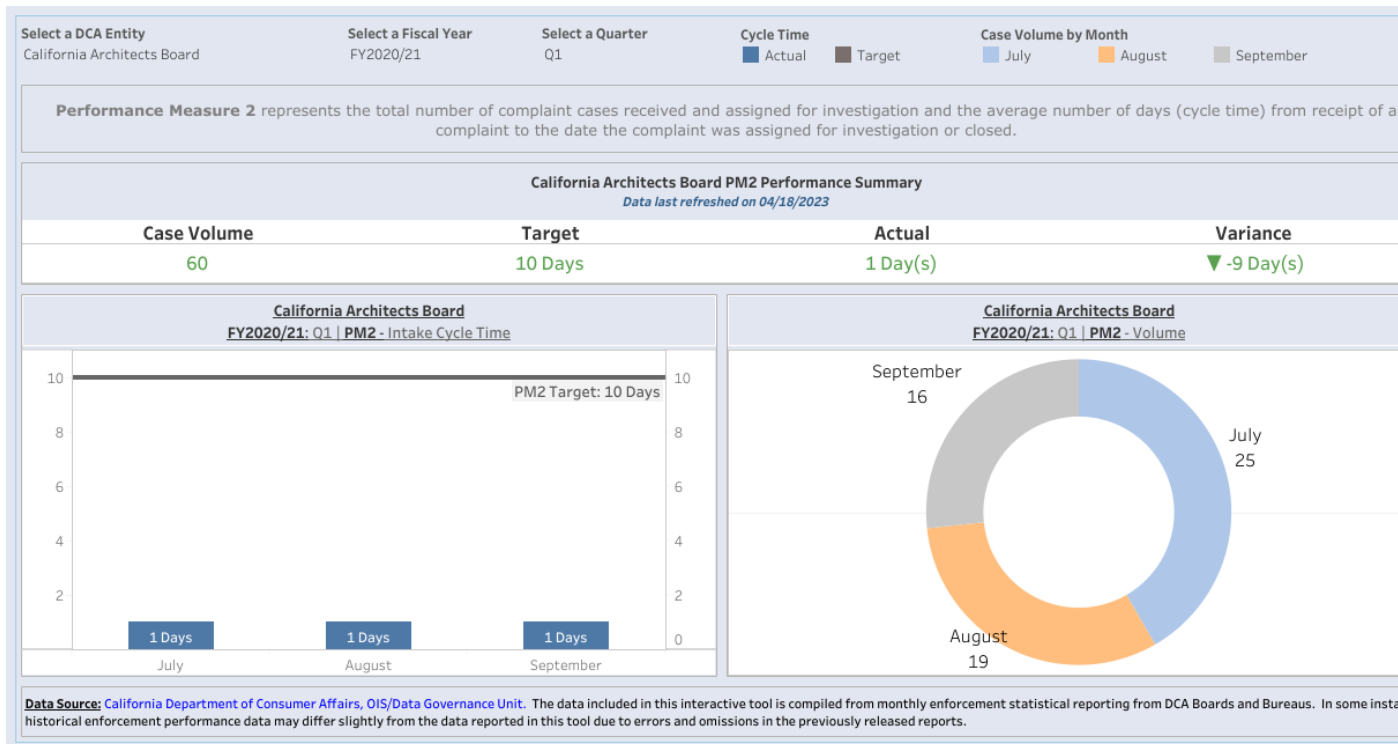 Select a DCA Entity
Select a Fiscal Year
Select a Quarter
Cycle Time
Case Volume by Month
California Architects Board
FY2020/21
Q1
Actual
Target
July
August
September
Performance Measure 2 represents the total number of complaint cases received and assigned for investigation and the average number of days (cycle time) from receipt of a
complaint to the date the complaint was assigned for investigation or closed.
California Architects Board PM2 Performance Summary
Data last refreshed on 04/18/2023
Case Volume
Target
Actual
Variance
60
10 Days
1 Day(s)
▼ -9 Day(s)
California Architects Board
FY2020/21: Q1 | PM2 - Intake Cycle Time
10
8
6
4
2
PM2 Target: 10 Days
10
8
6
4
2
0
1 Days
1 Days
1 Days
July
August
September
California Architects Board
FY2020/21: Q1 | PM2 - Volume
September
16
July
25
August
19
Data Source: California Department of Consumer Affairs, OIS/Data Governance Unit. The data included in this interactive tool is compiled from monthly enforcement statistical reporting from DCA Boards and Bureaus. In some insta
historical enforcement performance data may differ slightly from the data reported in this tool due to errors and omissions in the previously released reports.